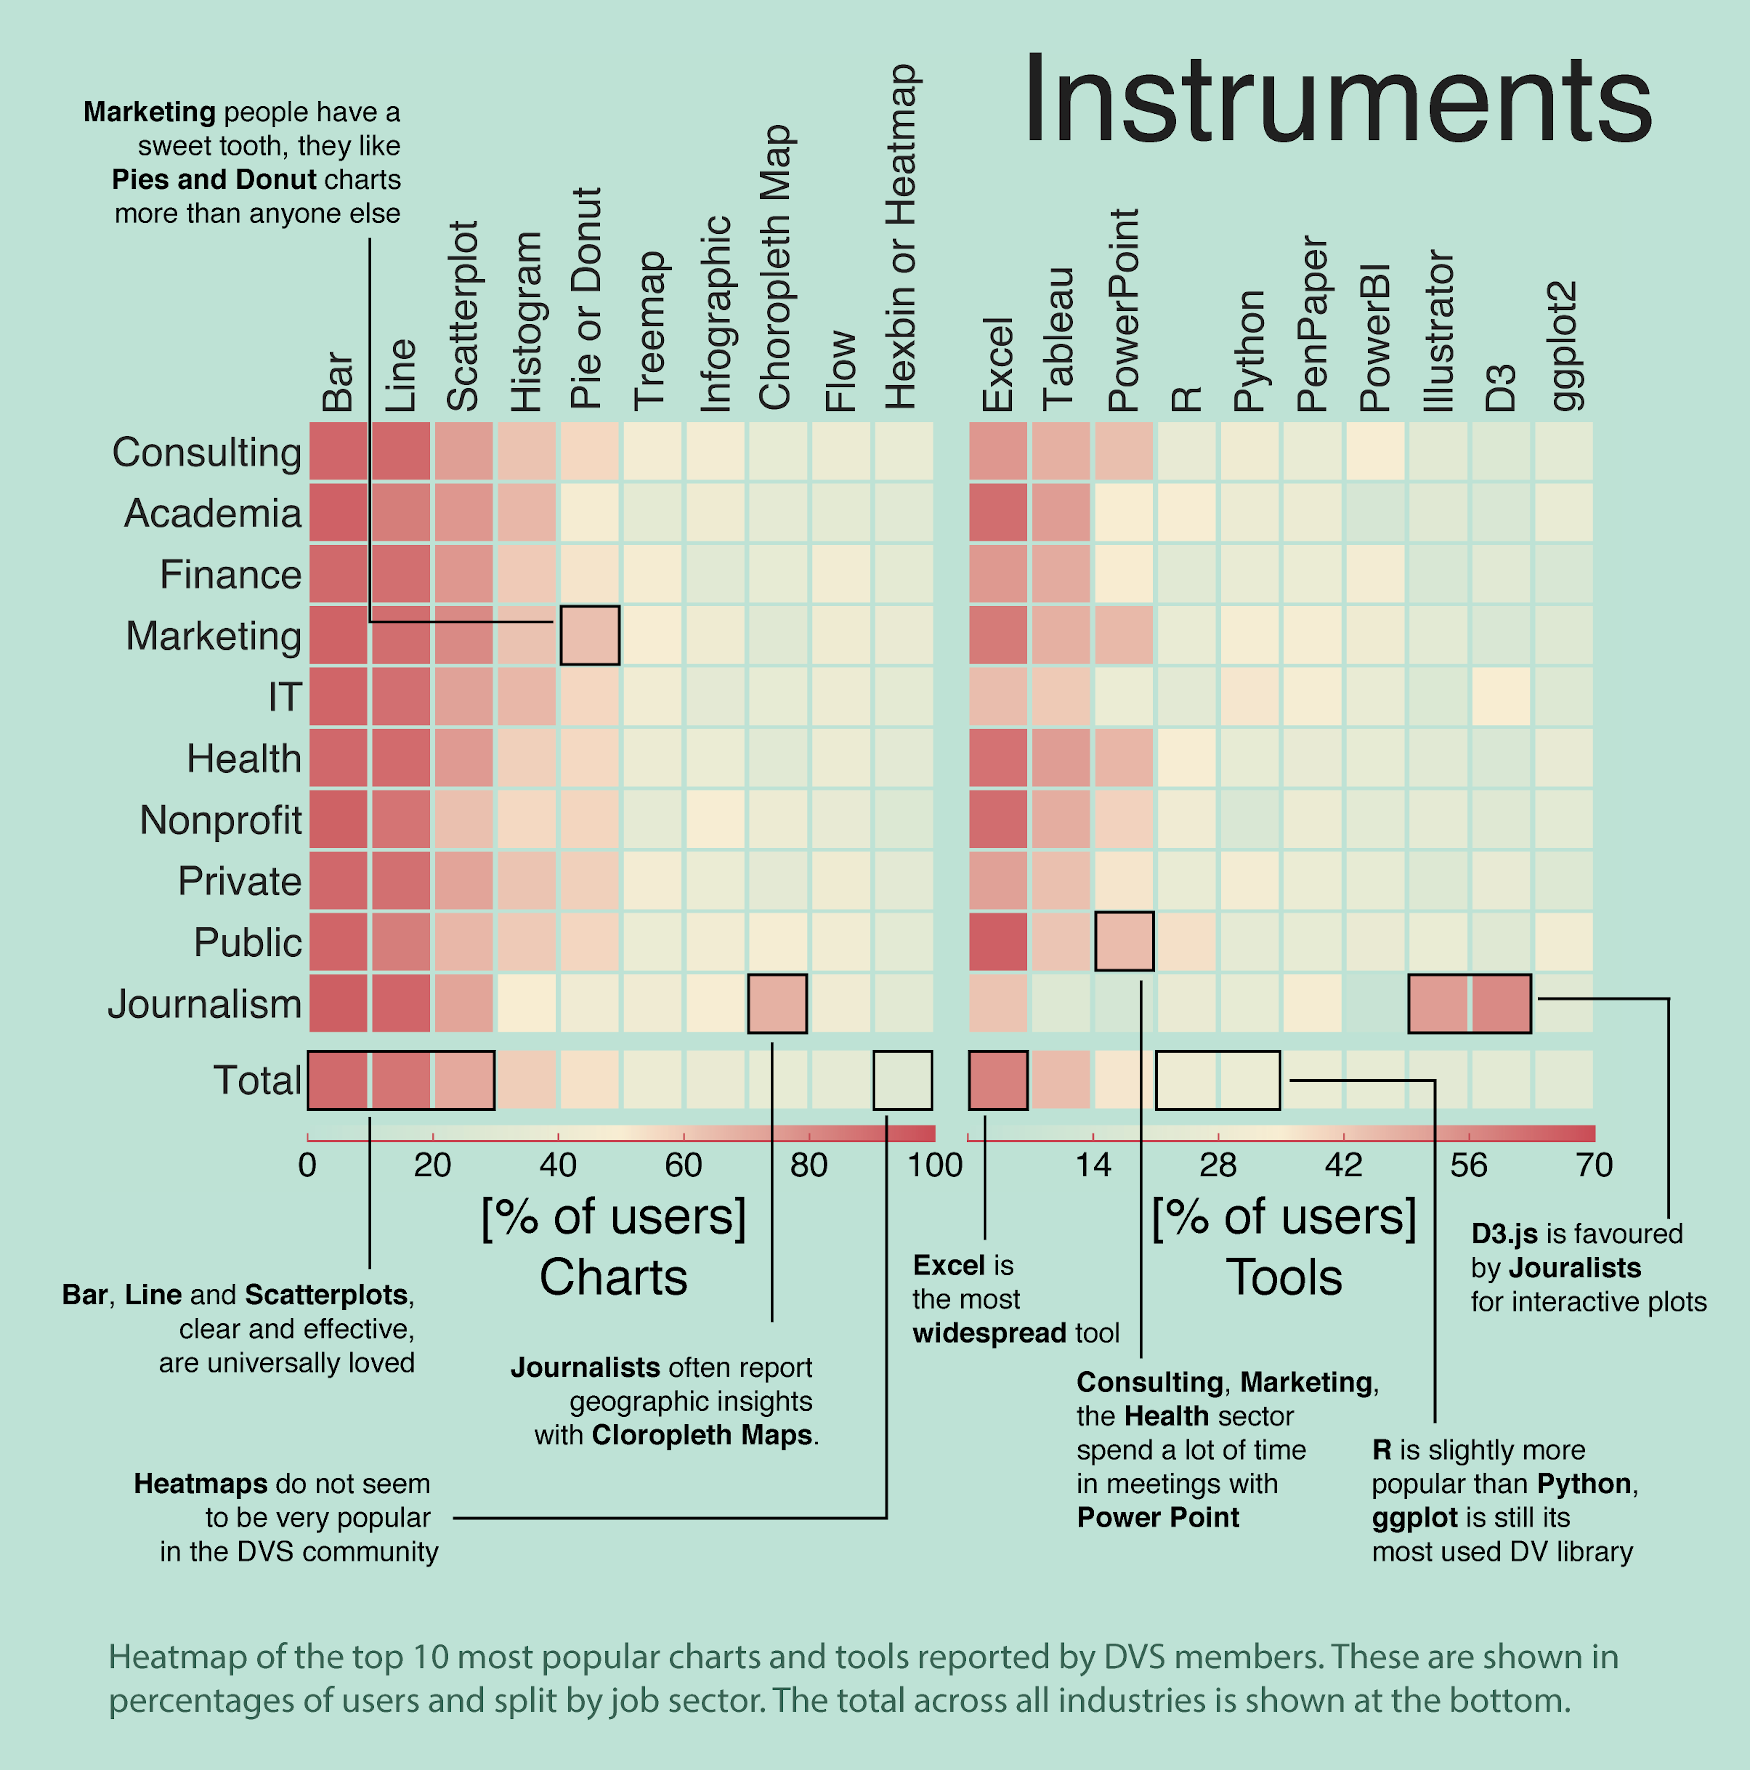 Instruments
Marketing people have a
sweet tooth, they like
Pies and Donut charts
more than anyone else
Bar
Line
Scatterplot
Histogram
Pie or Donut
Treemap
Infographic
Choropleth Map
Flow
Hexbin or Heatmap
Excel
Tableau
PowerPoint
R
Python
PenPaper
PowerBI
Illustrator
D3
ggplot2
Consulting
Academia
Finance
Marketing
IT
Health
Nonprofit
Private
Public
Journalism
Total
0 20 40 60 80 100
14 28 42 56 70
[% of users]
Charts
[% of users]
Tools
Bar, Line and Scatterplots,
clear and effective,
are universally loved
Journalists often report
geographic insights
with Cloropleth Maps.
Heatmaps do not seem
to be very popular
in the DVS community
Excel is
the most
widespread tool
Consulting, Marketing,
the Health sector
spend a lot of time
in meetings with
Power Point
D3.js is favoured
by Jouralists
for interactive plots
R is slightly more
popular than Python,
ggplot is still its
most used DV library
Heatmap of the top 10 most popular charts and tools reported by DVS members. These are shown in
percentages of users and split by job sector. The total across all industries is shown at the bottom.